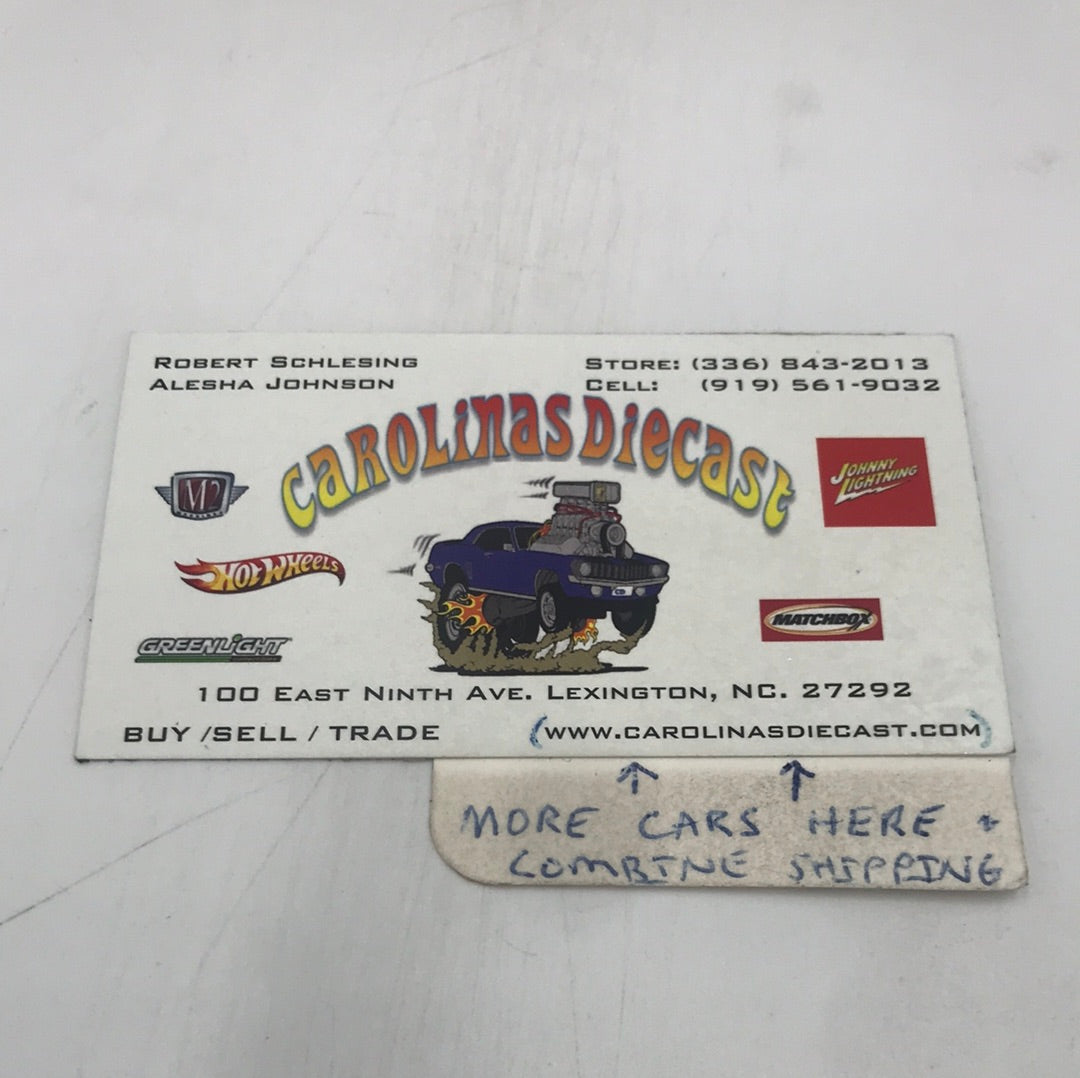 ROBERT SCHLESING
ALESHA JOHNSON
STORE: (336) 843-2013
CELL: (919) 561-9032
CAROLINAS DIECAST
M2
JOHNNY
LIGHTNING
HOT WHEELS
MATCHBOX
GREENLIGHT
100 EAST NINTH AVE. LEXINGTON, NC. 27292
BUY /SELL / TRADE
(WWW.CAROLINASDIECAST.COM)
↑ ↑
MORE CARS HERE +
COMBINE SHIPPING